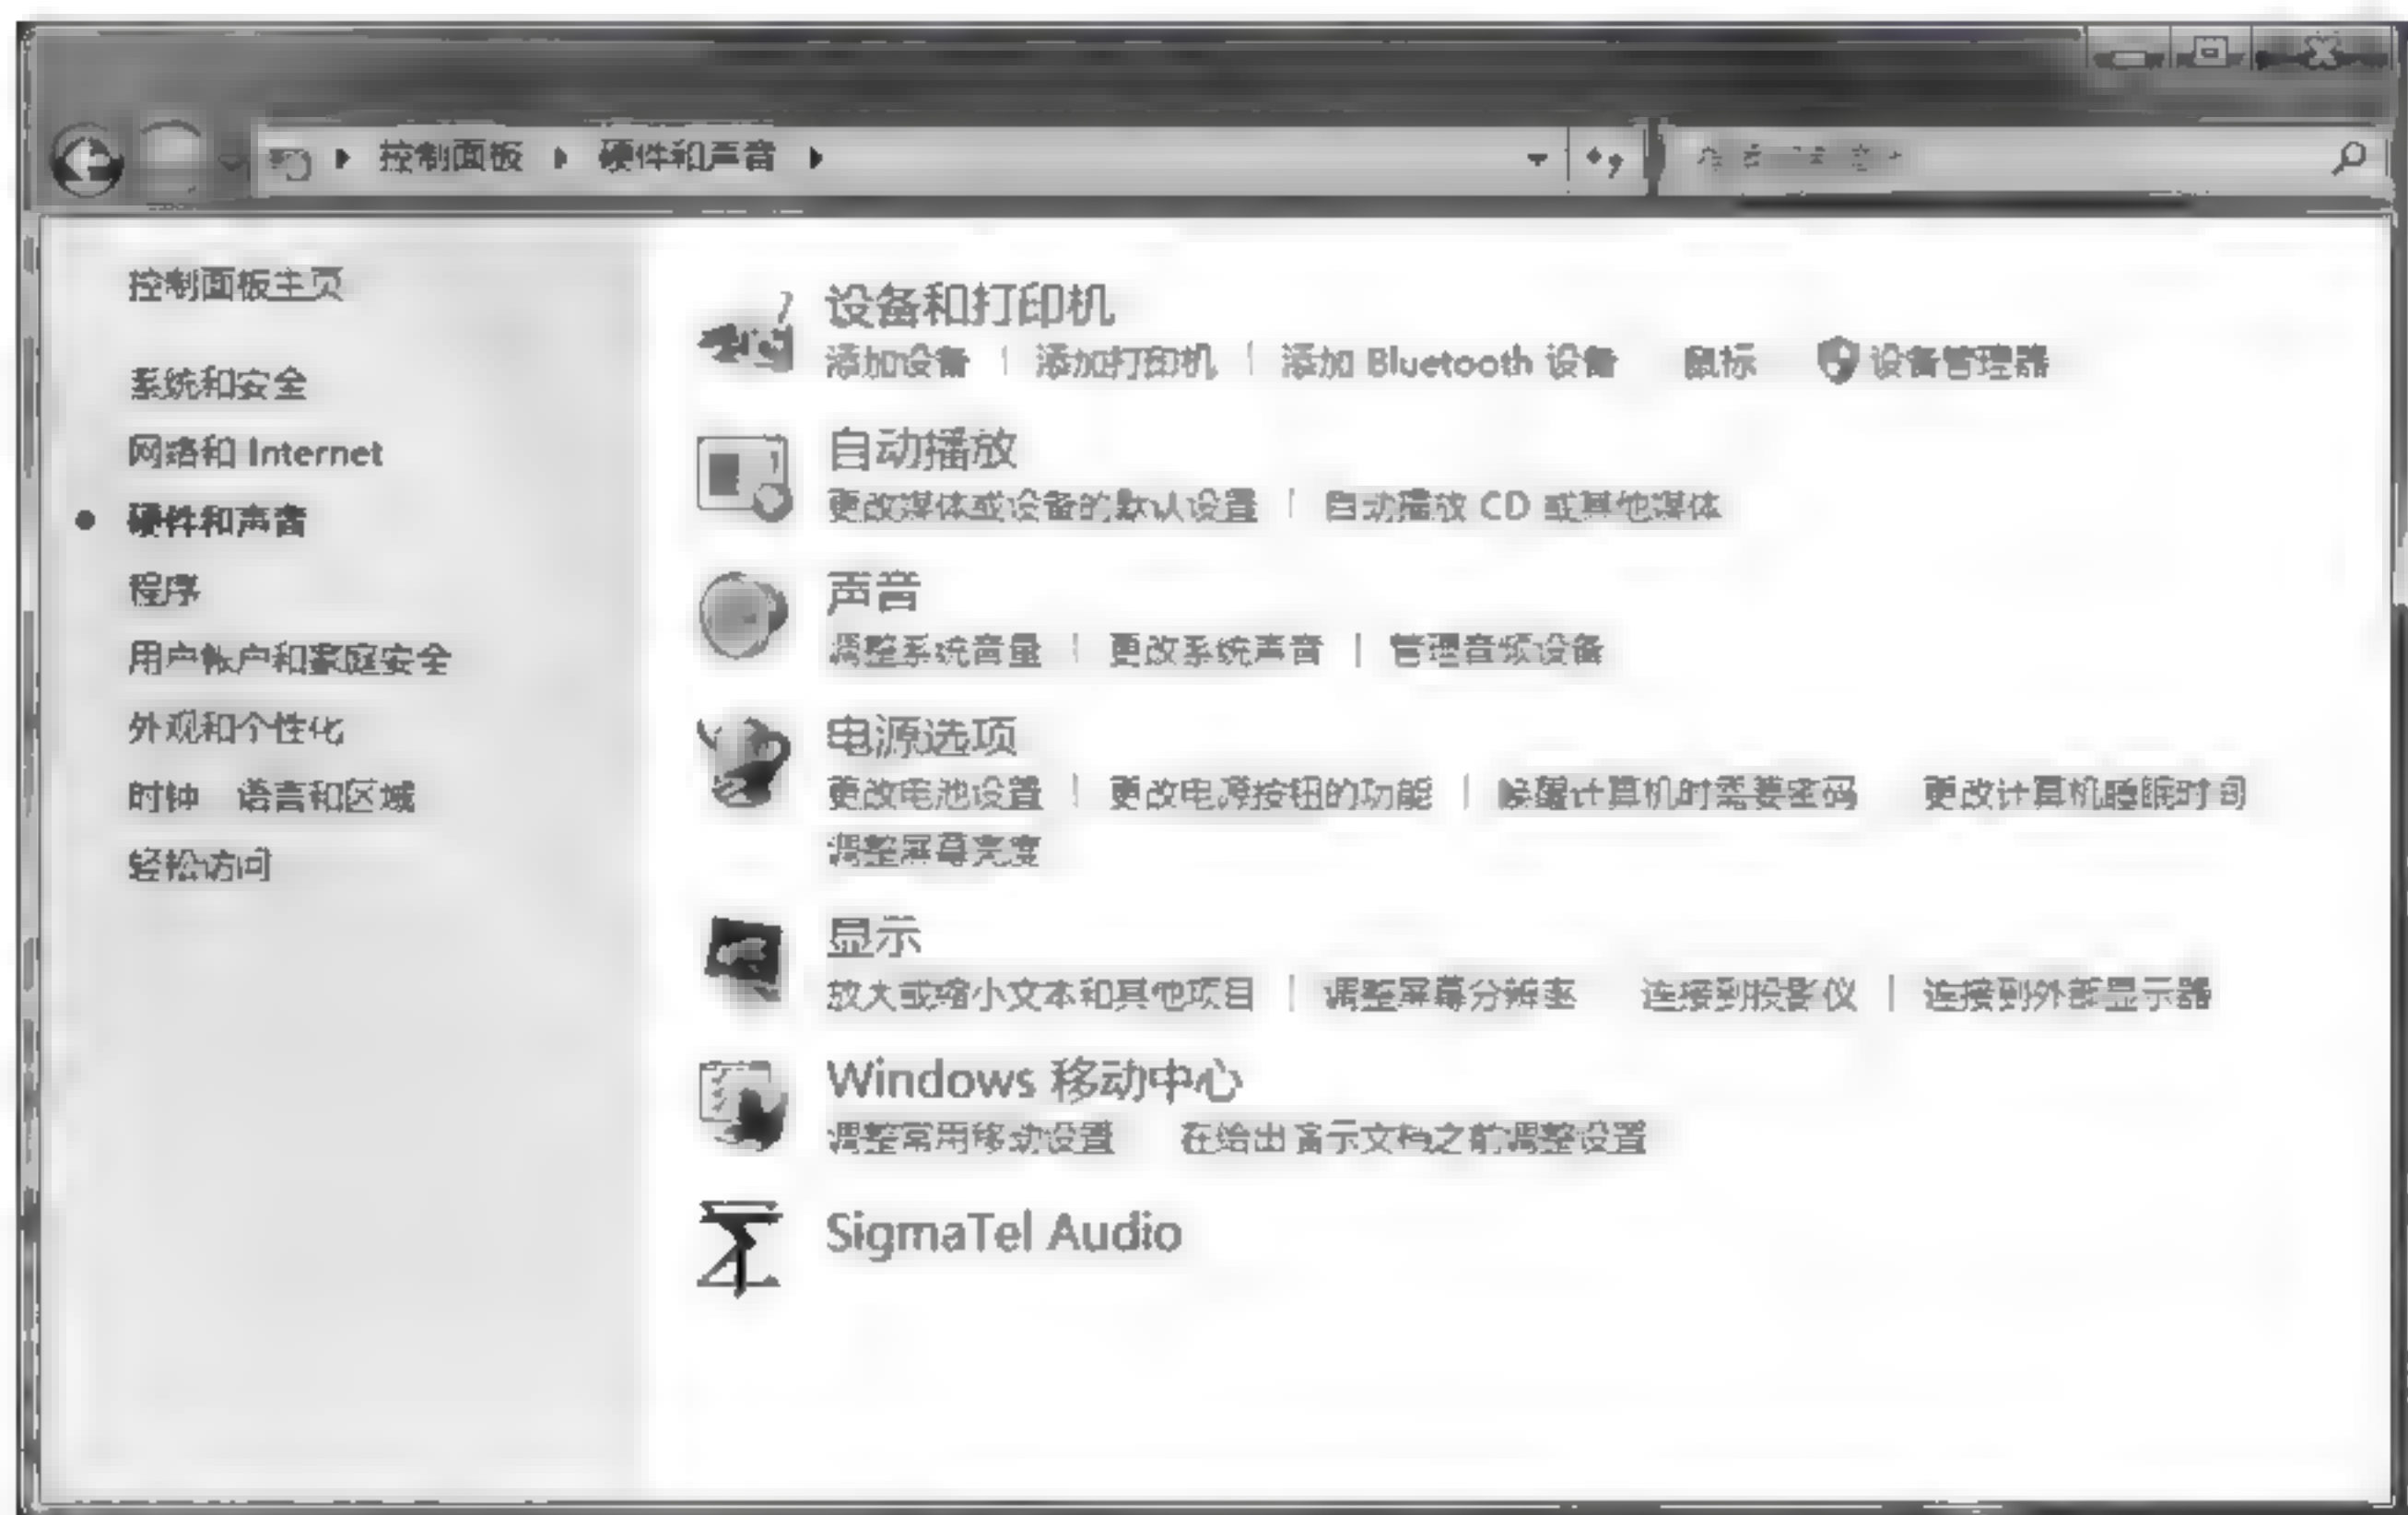 控制面板 硬件和声音
控制面板主页
系统和安全
网络和 Internet
硬件和声音
程序
用户帐户和家庭安全
外观和个性化
时钟 语言和区域
轻松访问
设备和打印机
添加设备 | 添加打印机 | 添加 Bluetooth 设备 鼠标 设备管理器
自动播放
更改媒体或设备的默认设置 | 自动播放 CD 或其他媒体
声音
调整系统音量 | 更改系统声音 | 管理音频设备
电源选项
更改电池设置 | 更改电源按钮的功能 | 唤醒计算机时需要密码 更改计算机睡眠时间
调整屏幕亮度
显示
放大或缩小文本和其他项目 | 调整屏幕分辨率 连接到投影仪 | 连接到外部显示器
Windows 移动中心
调整常用移动设置 在给出演示文档之前调整设置
SigmaTel Audio